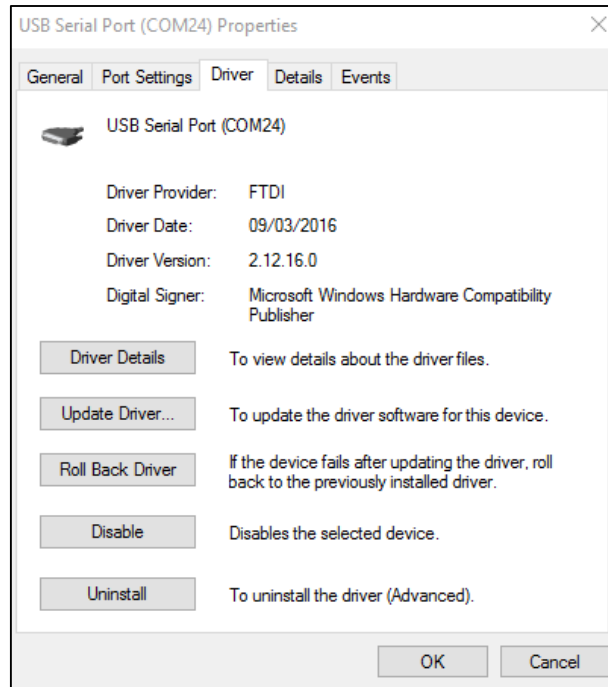 USB Serial Port (COM24) Properties
General Port Settings Driver Details Events
USB Serial Port (COM24)
Driver Provider: FTDI
Driver Date: 09/03/2016
Driver Version: 2.12.16.0
Digital Signer: Microsoft Windows Hardware Compatibility
Publisher
Driver Details To view details about the driver files.
Update Driver... To update the driver software for this device.
Roll Back Driver If the device fails after updating the driver, roll
back to the previously installed driver.
Disable Disables the selected device.
Uninstall To uninstall the driver (Advanced).
OK Cancel